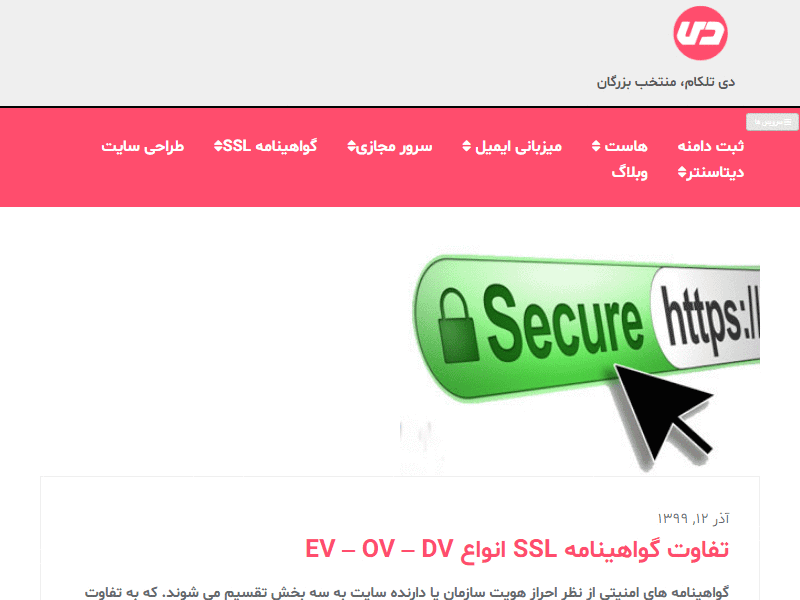 دی تلکام، منتخب بزرگان
ثبت دامنه هاست میزبانی ایمیل سرور مجازی گواهینامه SSL طراحی سایت
دیتاسنتر وبلاگ
Secure https:/
آذر ۱۲, ۱۳۹۹
تفاوت گواهینامه SSL انواع EV – OV – DV
گواهینامه های امنیتی از نظر احراز هویت سازمان یا دارنده سایت به سه بخش تقسیم می شوند. که به تفاوت